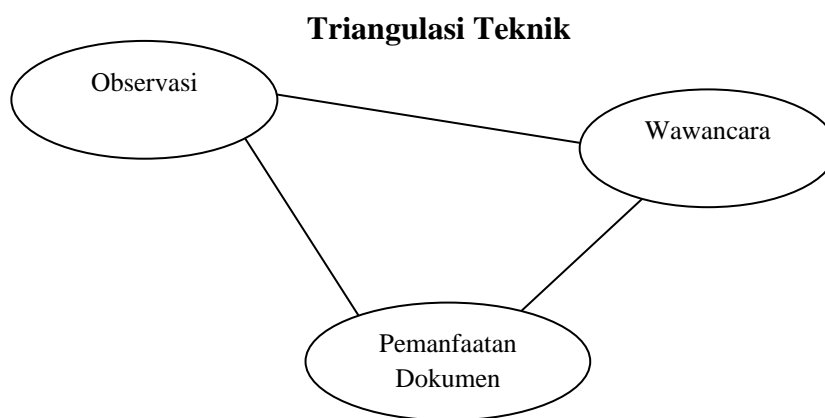 Triangulasi Teknik
Observasi
Wawancara
Pemanfaatan
Dokumen